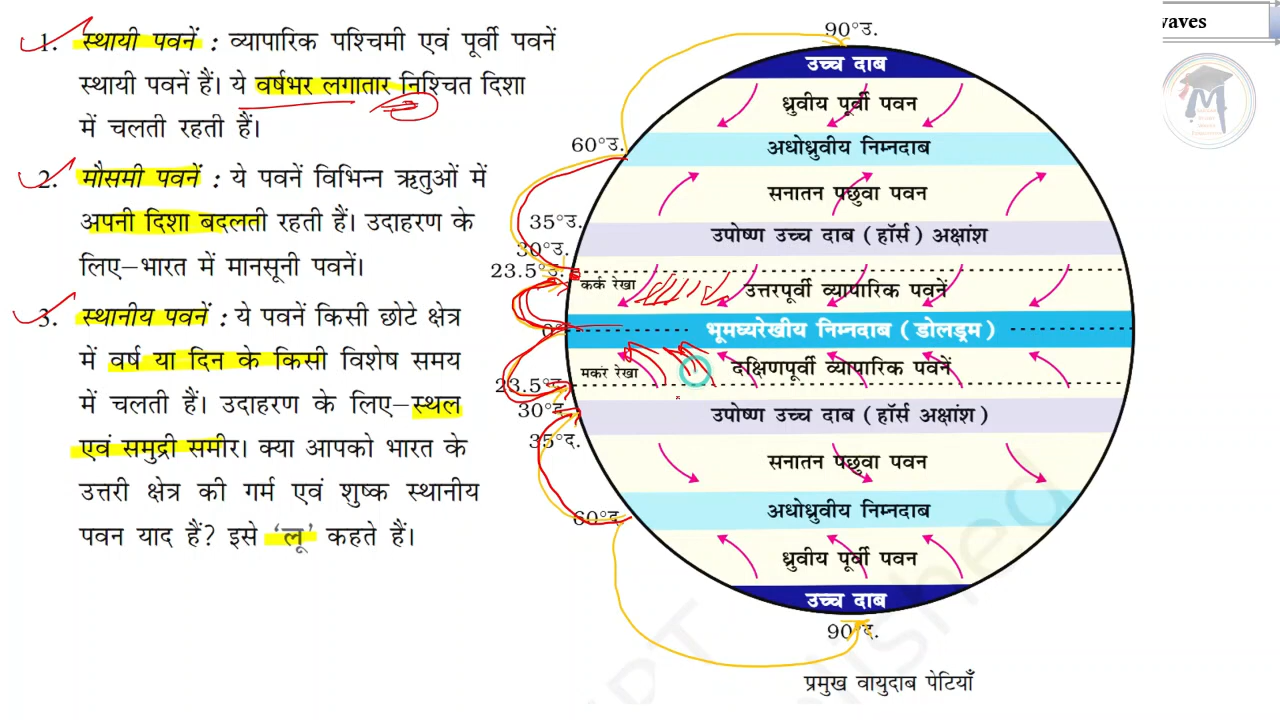 1. स्थायी पवनें : व्यापारिक पश्चिमी एवं पूर्वी पवनें
स्थायी पवनें हैं। ये वर्षभर लगातार निश्चित दिशा
में चलती रहती हैं।
2. मौसमी पवनें : ये पवनें विभिन्न ऋतुओं में
अपनी दिशा बदलती रहती हैं। उदाहरण के
लिए–भारत में मानसूनी पवनें।
3. स्थानीय पवनें : ये पवनें किसी छोटे क्षेत्र
में वर्ष या दिन के किसी विशेष समय
में चलती हैं। उदाहरण के लिए–स्थल
एवं समुद्री समीर। क्या आपको भारत के
उत्तरी क्षेत्र की गर्म एवं शुष्क स्थानीय
पवन याद हैं? इसे ‘लू’ कहते हैं।
90°उ.
उच्च दाब
ध्रुवीय पूर्वी पवन
60°उ.
अधोध्रुवीय निम्नदाब
सनातन पछुवा पवन
35°उ.
उपोष्ण उच्च दाब (हॉर्स) अक्षांश
30°उ.
23.5°उ.
कर्क रेखा
उत्तरपूर्वी व्यापारिक पवनें
0°
भूमध्यरेखीय निम्नदाब (डोलड्रम)
मकर रेखा
दक्षिणपूर्वी व्यापारिक पवनें
23.5°द.
30°द.
उपोष्ण उच्च दाब (हॉर्स अक्षांश)
35°द.
सनातन पछुवा पवन
60°द.
अधोध्रुवीय निम्नदाब
ध्रुवीय पूर्वी पवन
उच्च दाब
90°द.
प्रमुख वायुदाब पेटियाँ
vaves
M